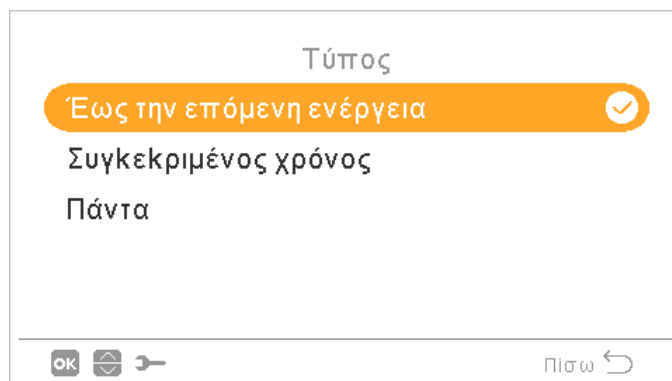 Τύπος
Έως την επόμενη ενέργεια
Συγκεκριμένος χρόνος
Πάντα
OK
Πίσω